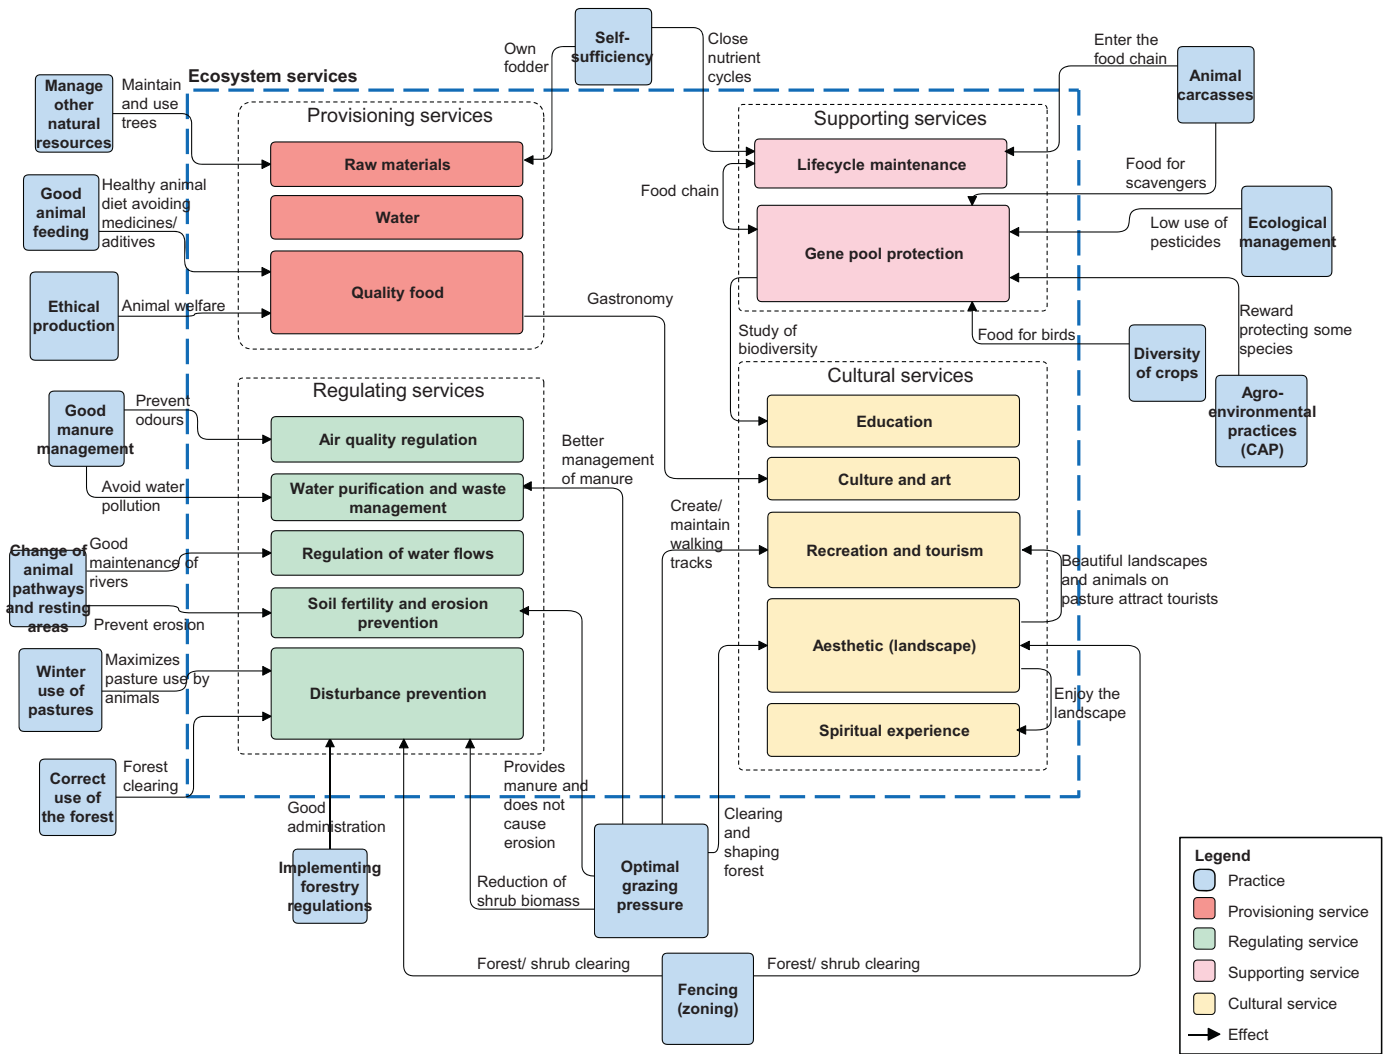 Self-
sufficiency
Own
fodder
Close
nutrient
cycles
Enter the
food chain
Animal
carcasses
Ecosystem services
Manage
other
natural
resources
Maintain
and use
trees
Provisioning services
Raw materials
Water
Quality food
Supporting services
Lifecycle maintenance
Food chain
Gene pool protection
Food for
scavengers
Good
animal
feeding
Healthy animal
diet avoiding
medicines/
aditives
Low use of
pesticides
Ecological
management
Ethical
production
Animal welfare
Gastronomy
Study of
biodiversity
Food for birds
Reward
protecting some
species
Diversity
of crops
Agro-
environmental
practices
(CAP)
Regulating services
Cultural services
Good
manure
management
Prevent
odours
Avoid water
pollution
Air quality regulation
Water purification and waste
management
Regulation of water flows
Soil fertility and erosion
prevention
Disturbance prevention
Better
management
of manure
Create/
maintain
walking
tracks
Education
Culture and art
Recreation and tourism
Aesthetic (landscape)
Spiritual experience
Beautiful landscapes
and animals on
pasture attract tourists
Enjoy the
landscape
Change of
animal
pathways
and resting
areas
Good
maintenance of
rivers
Prevent erosion
Winter
use of
pastures
Maximizes
pasture use by
animals
Correct
use of
the forest
Forest
clearing
Good
administration
Implementing
forestry
regulations
Provides
manure and
does not
cause
erosion
Reduction of
shrub biomass
Optimal
grazing
pressure
Clearing
and
shaping
forest
Forest/ shrub clearing
Fencing
(zoning)
Forest/ shrub clearing
Legend
Practice
Provisioning service
Regulating service
Supporting service
Cultural service
Effect